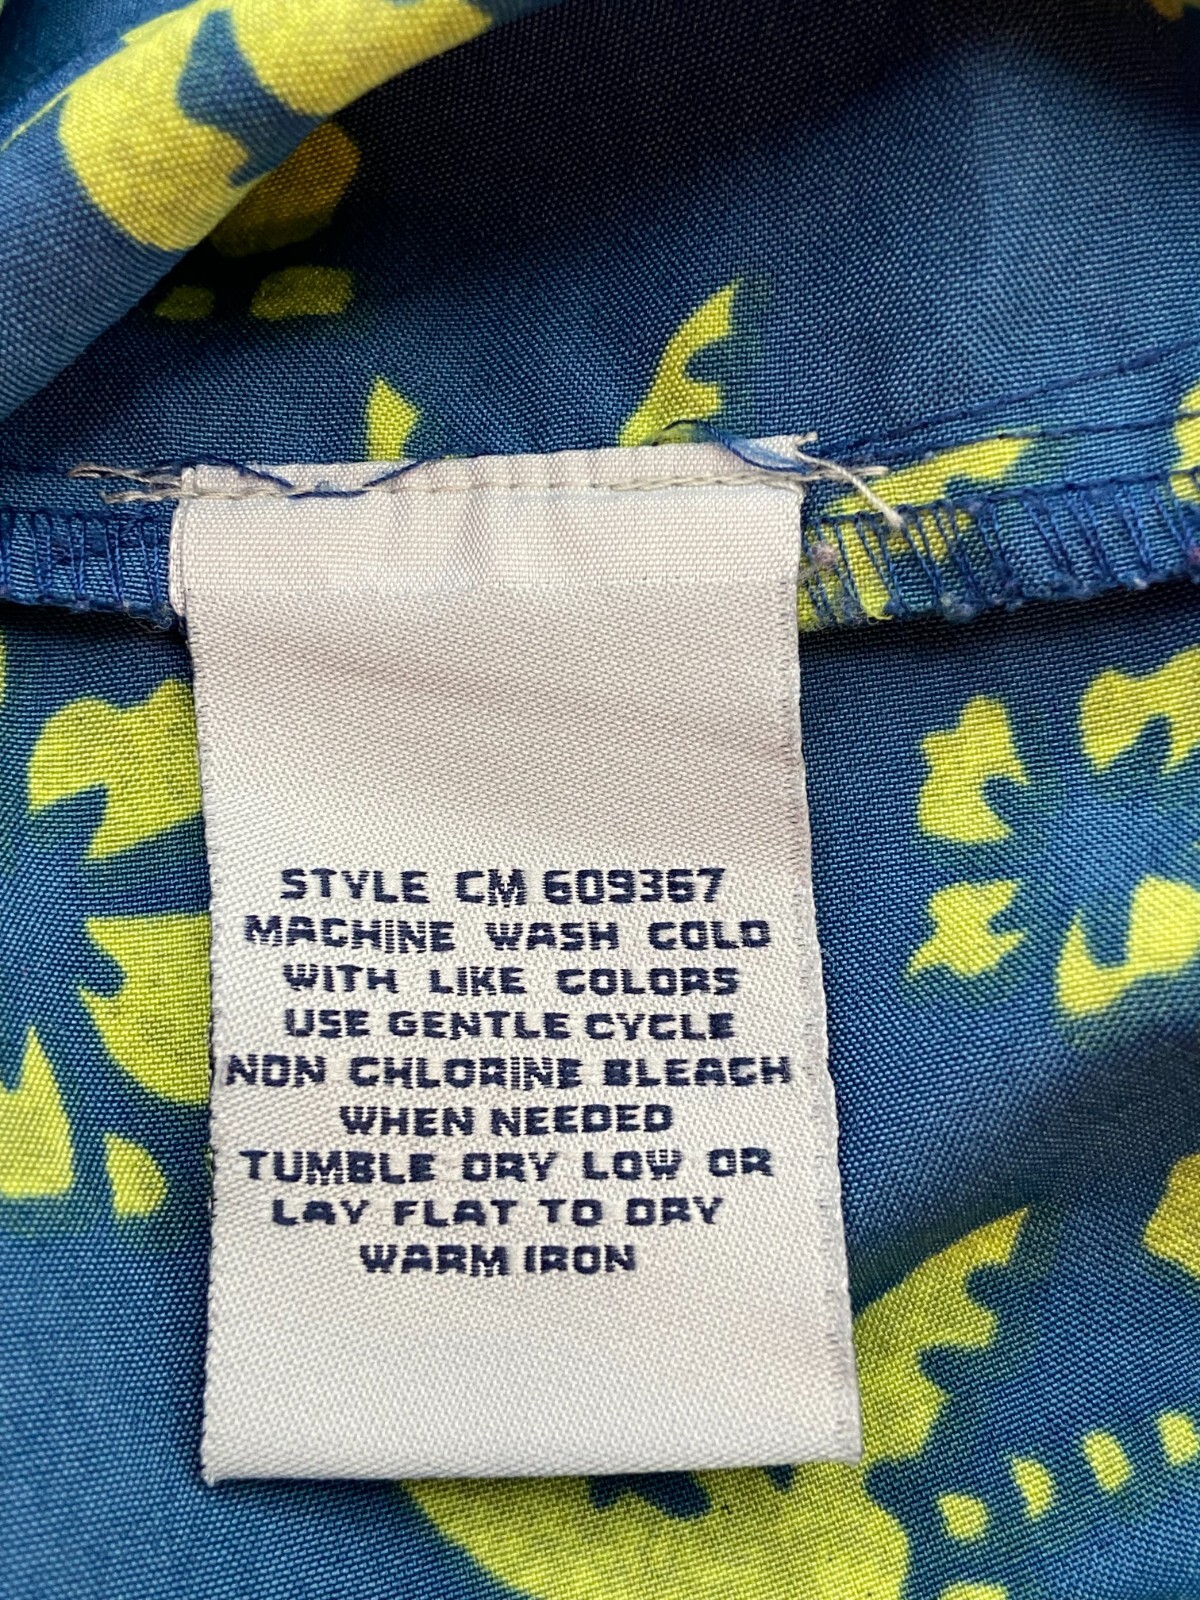 STYLE CM 609367
MACHINE WASH COLD
WITH LIKE COLORS
USE GENTLE CYCLE
NON CHLORINE BLEACH
WHEN NEEDED
TUMBLE DRY LOW OR
LAY FLAT TO DRY
WARM IRON